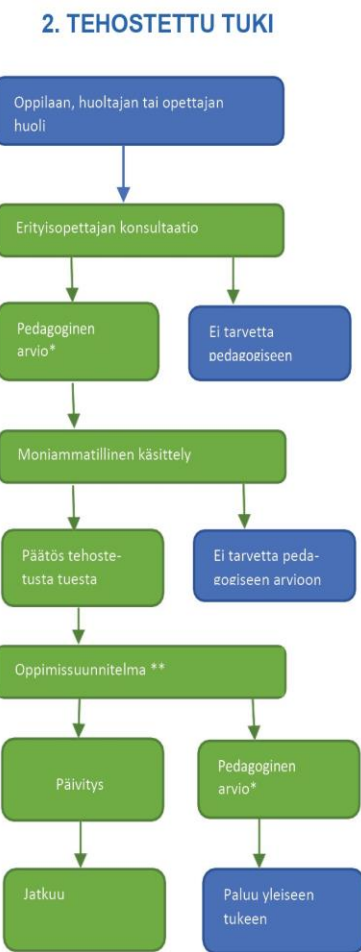 2. TEHOSTETTU TUKI
Oppilaan, huoltajan tai opettajan
huoli
Erityisopettajan konsultaatio
Pedagoginen
arvio*
Ei tarvetta
pedagogiseen
Moniammatillinen käsittely
Päätös tehoste-
tusta tuesta
Ei tarvetta peda-
gogiseen arvioon
Oppimissuunnitelma **
Päivitys
Pedagoginen
arvio*
Jatkuu
Paluu yleiseen
tukeen